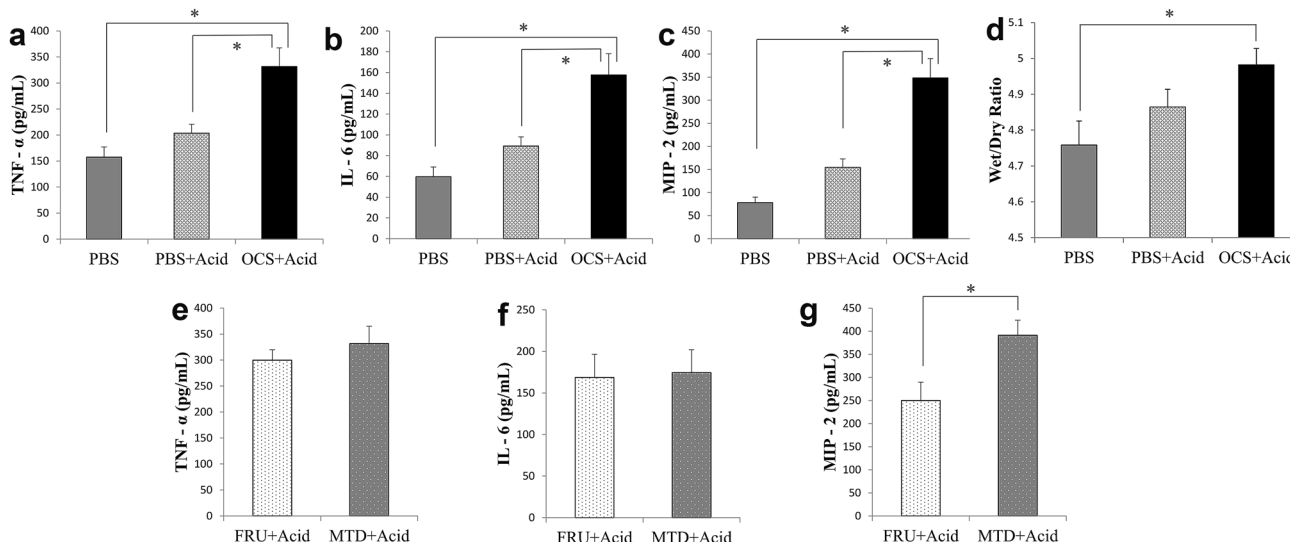 a
TNF - α (pg/mL)
400
350
300
250
200
150
100
50
0
*
*
PBS
PBS+Acid
OCS+Acid
b
IL - 6 (pg/mL)
200
180
160
140
120
100
80
60
40
20
0
*
*
PBS
PBS+Acid
OCS+Acid
c
MIP - 2 (pg/mL)
450
400
350
300
250
200
150
100
50
0
*
*
PBS
PBS+Acid
OCS+Acid
d
Wet/Dry Ratio
5.1
5
4.9
4.8
4.7
4.6
4.5
*
PBS
PBS+Acid
OCS+Acid
e
TNF - α (pg/mL)
400
350
300
250
200
150
100
50
0
FRU+Acid
MTD+Acid
f
IL - 6 (pg/mL)
250
200
150
100
50
0
FRU+Acid
MTD+Acid
g
MIP - 2 (pg/mL)
450
400
350
300
250
200
150
100
50
0
*
FRU+Acid
MTD+Acid